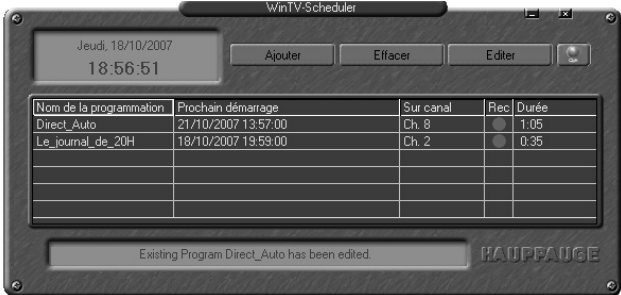 WinTV-Scheduler
Jeudi, 18/10/2007
18:56:51
Ajouter
Effacer
Editer
Nom de la programmation Prochain démarrage Sur canal Rec Durée
Direct_Auto 21/10/2007 13:57:00 Ch. 8 1:05
Le_journal_de_20H 18/10/2007 19:59:00 Ch. 2 0:35
Existing Program Direct_Auto has been edited.
HAUPPAUGE